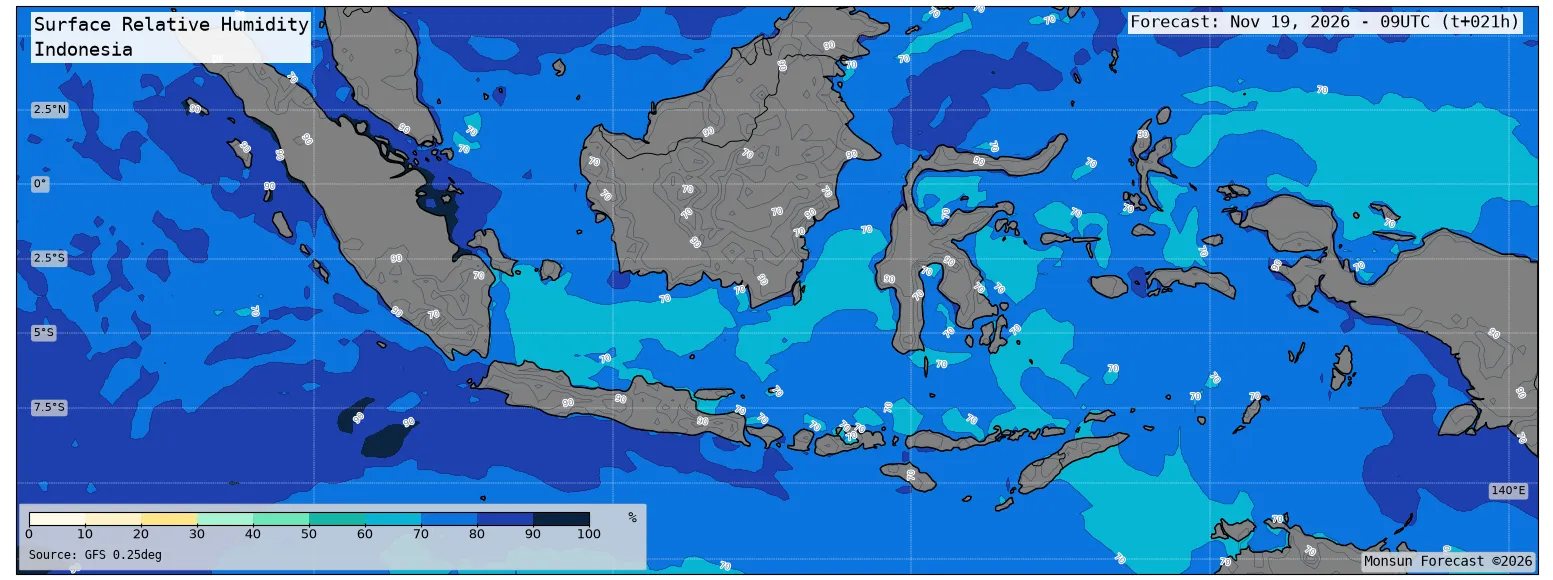 Surface Relative Humidity
Indonesia
Forecast: Nov 19, 2026 - 09UTC (t+021h)
2.5°N
0°
2.5°S
5°S
7.5°S
140°E
%
0 10 20 30 40 50 60 70 80 90 100
Source: GFS 0.25deg
Monsun Forecast ©2026